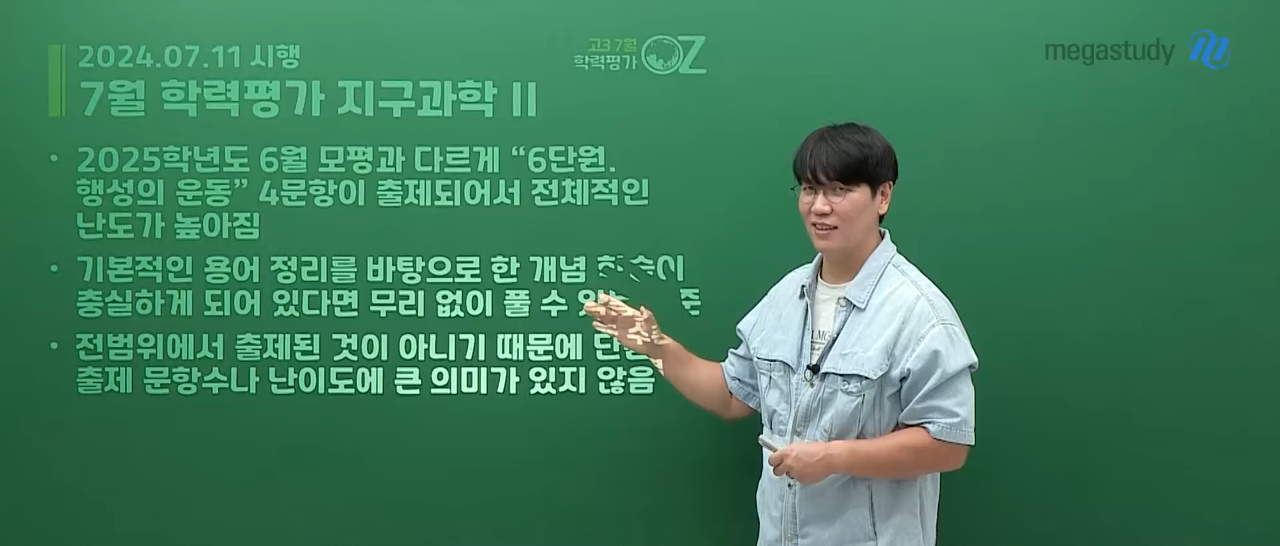 2024.07.11 시행
7월 학력평가 지구과학 II
고3 7월
학력평가 OZ
megastudy
• 2025학년도 6월 모평과 다르게 “6단원.
행성의 운동” 4문항이 출제되어서 전체적인
난도가 높아짐
• 기본적인 용어 정리를 바탕으로 한 개념
충실하게 되어 있다면 무리 없이 풀 수
• 전범위에서 출제된 것이 아니기 때문에
출제 문항수나 난이도에 큰 의미가 있지 않음